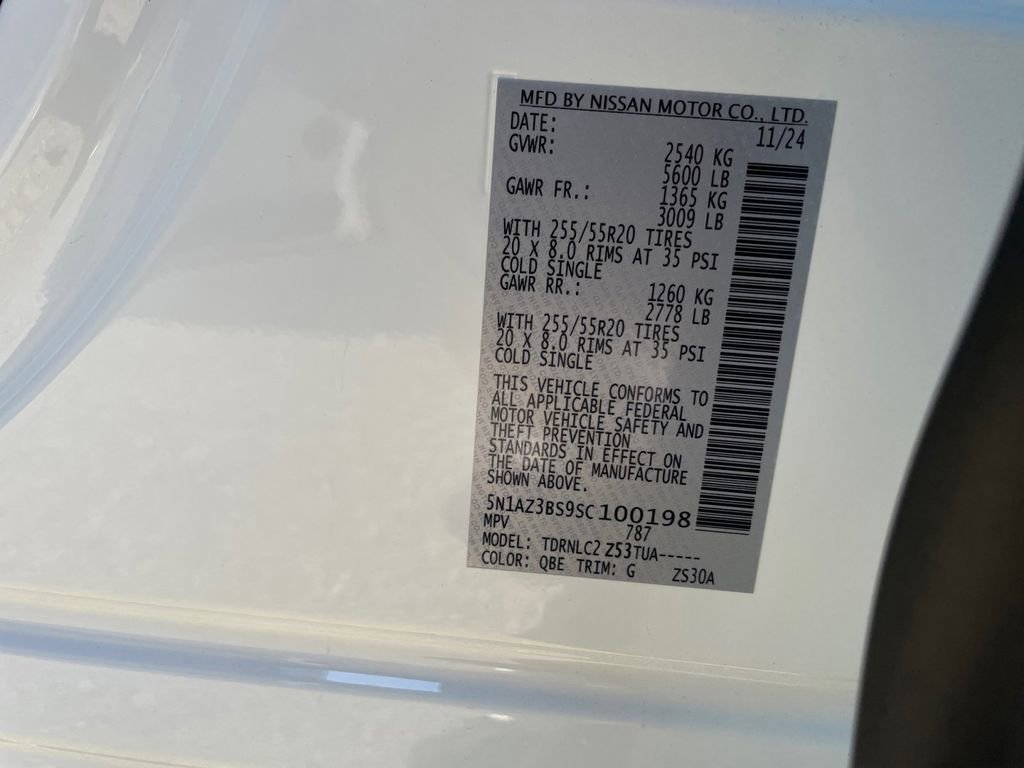 MFD BY NISSAN MOTOR CO., LTD.
DATE: 11/24
GVWR: 2540 KG
5600 LB
GAWR FR.: 1365 KG
3009 LB
WITH 255/55R20 TIRES
20 X 8.0 RIMS AT 35 PSI
COLD SINGLE
GAWR RR.: 1260 KG
2778 LB
WITH 255/55R20 TIRES
20 X 8.0 RIMS AT 35 PSI
COLD SINGLE
THIS VEHICLE CONFORMS TO
ALL APPLICABLE FEDERAL
MOTOR VEHICLE SAFETY AND
THEFT PREVENTION
STANDARDS IN EFFECT ON
THE DATE OF MANUFACTURE
SHOWN ABOVE.
5N1AZ3BS9SC100198
MPV 787
MODEL: TDRNLC2 Z53TUA-----
COLOR: QBE TRIM: G ZS30A